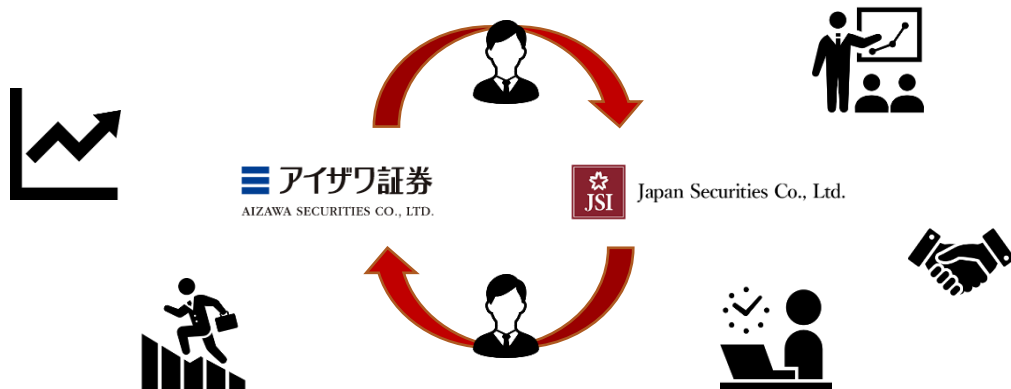 アイザワ証券
AIZAWA SECURITIES CO., LTD.
JSI
Japan Securities Co., Ltd.